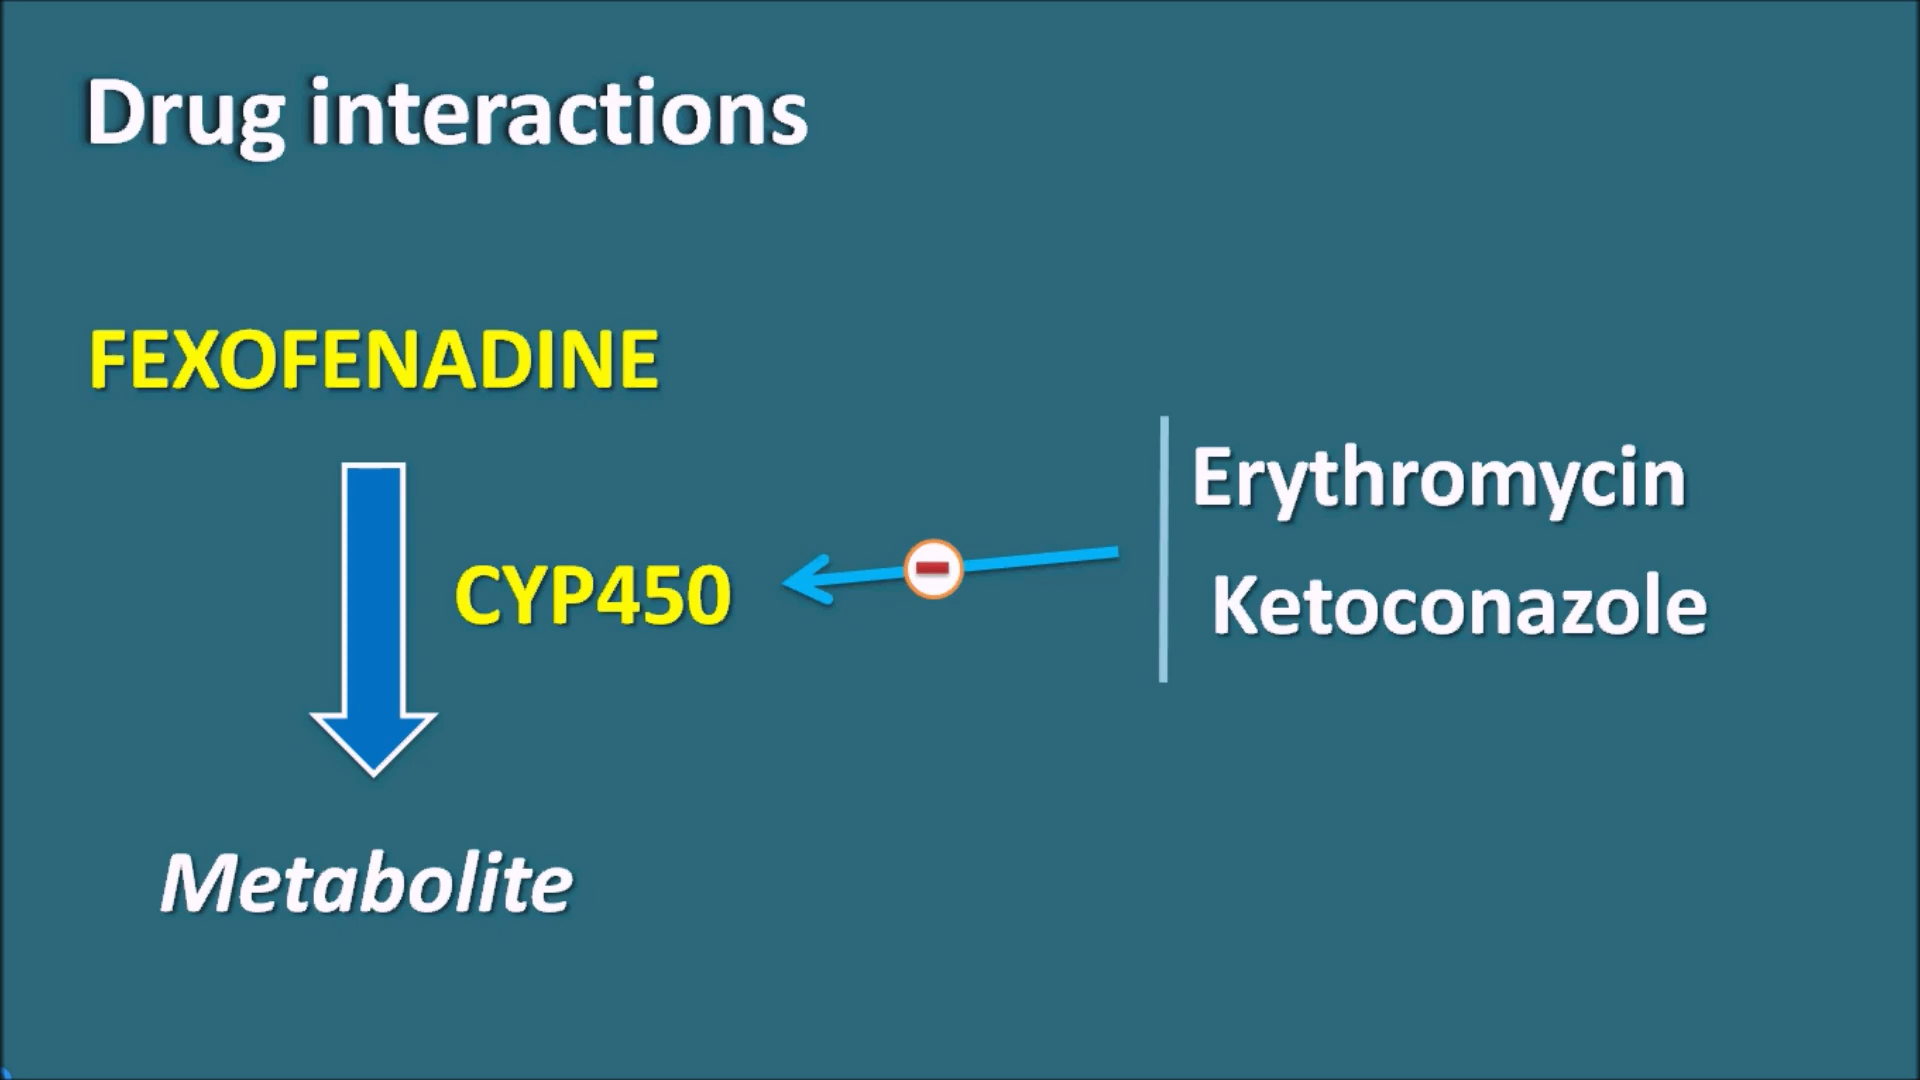 Drug interactions
FEXOFENADINE
Erythromycin
CYP450
Ketoconazole
Metabolite